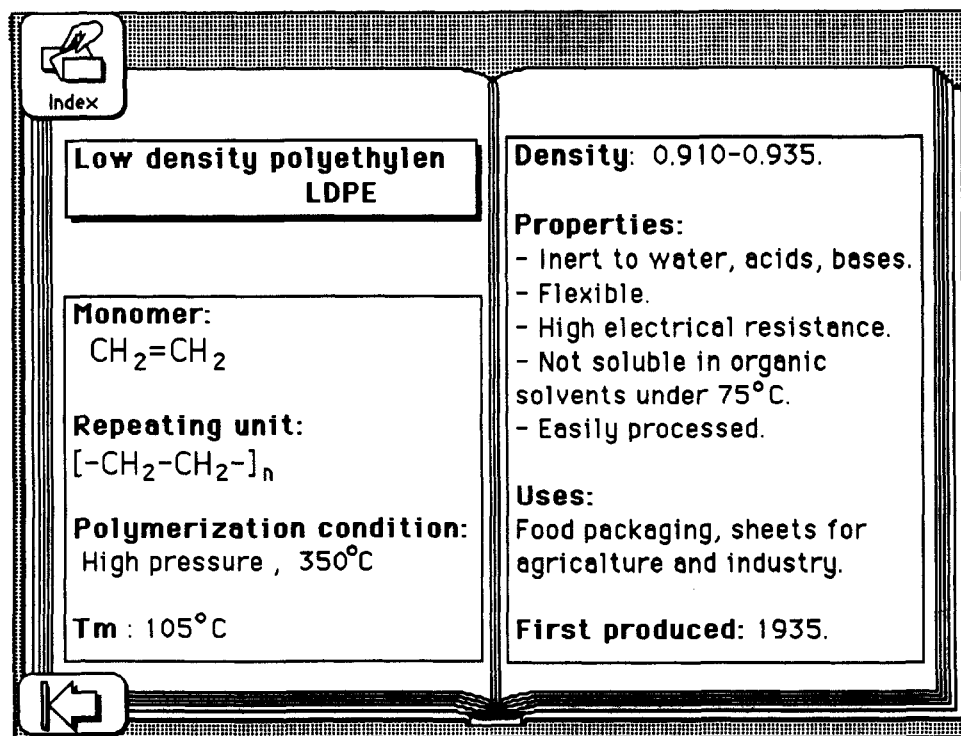 Index
Low density polyethylen
LDPE
Monomer:
CH₂=CH₂
Repeating unit:
[-CH₂-CH₂-]ₙ
Polymerization condition:
High pressure , 350°C
Tm : 105°C
Density: 0.910-0.935.
Properties:
- Inert to water, acids, bases.
- Flexible.
- High electrical resistance.
- Not soluble in organic
solvents under 75°C.
- Easily processed.
Uses:
Food packaging, sheets for
agricalture and industry.
First produced: 1935.